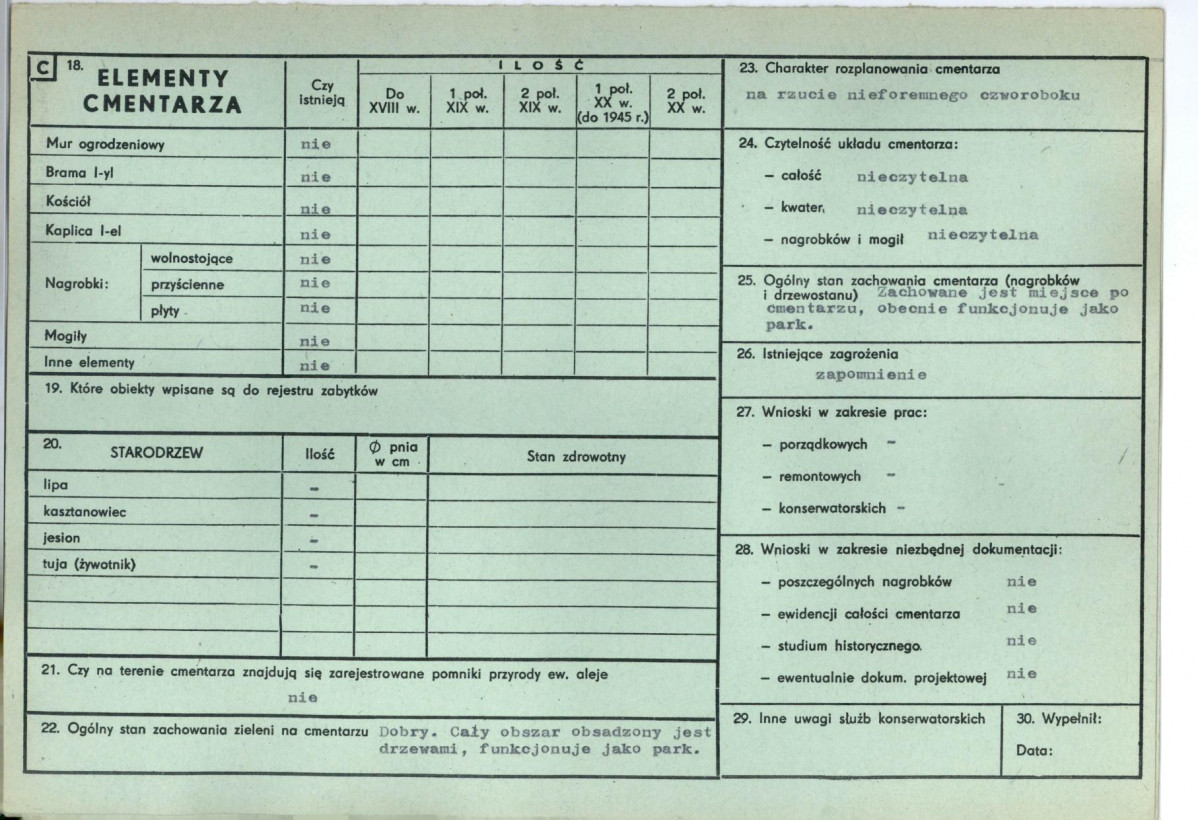 C 18. ELEMENTY CMENTARZA
Czy istnieją
ILOŚĆ
Do XVIII w.
1 poł. XIX w.
2 poł. XIX w.
1 poł. XX w. (do 1945 r.)
2 poł. XX w.
Mur ogrodzeniowy nie
Brama I-yl nie
Kościół nie
Kaplica I-el nie
Nagrobki: wolnostojące nie
przyścienne nie
płyty nie
Mogiły nie
Inne elementy nie
19. Które obiekty wpisane są do rejestru zabytków
20. STARODRZEW Ilość Ø pnia w cm Stan zdrowotny
lipa -
kasztanowiec -
jesion -
tuja (żywotnik) -
21. Czy na terenie cmentarza znajdują się zarejestrowane pomniki przyrody ew. aleje
nie
22. Ogólny stan zachowania zieleni na cmentarzu Dobry. Cały obszar obsadzony jest
drzewami, funkcjonuje jako park.
23. Charakter rozplanowania cmentarza
na rzucie nieforemnego czworoboku
24. Czytelność układu cmentarza:
– całość nieczytelna
– kwater, nieczytelna
– nagrobków i mogił nieczytelna
25. Ogólny stan zachowania cmentarza (nagrobków
i drzewostanu) Zachowane jest miejsce po
cmentarzu, obecnie funkcjonuje jako
park.
26. Istniejące zagrożenia
zapomnienie
27. Wnioski w zakresie prac:
– porządkowych -
– remontowych -
– konserwatorskich -
28. Wnioski w zakresie niezbędnej dokumentacji:
– poszczególnych nagrobków nie
– ewidencji całości cmentarza nie
– studium historycznego. nie
– ewentualnie dokum. projektowej nie
29. Inne uwagi służb konserwatorskich
30. Wypełnił:
Data: